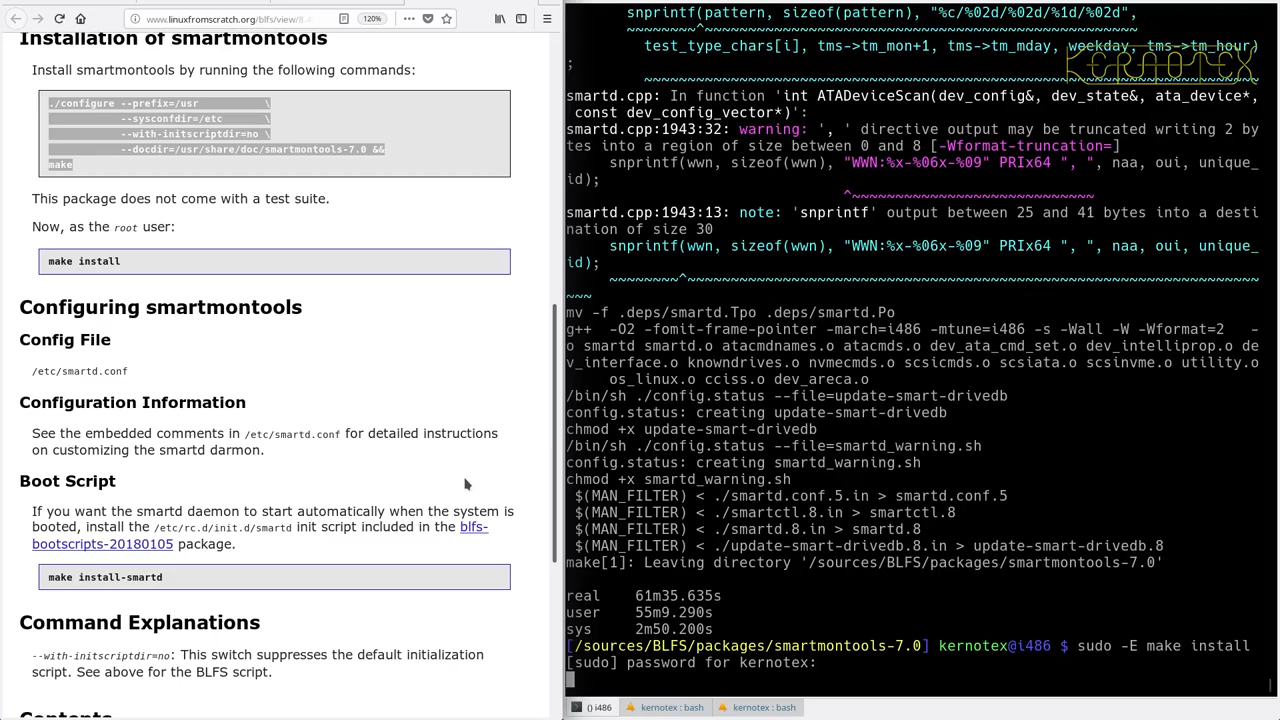 www.linuxfromscratch.org/blfs/view/8.4
120%
Installation of smartmontools
Install smartmontools by running the following commands:
./configure --prefix=/usr \
--sysconfdir=/etc \
--with-initscriptdir=no \
--docdir=/usr/share/doc/smartmontools-7.0 &&
make
This package does not come with a test suite.
Now, as the root user:
make install
Configuring smartmontools
Config File
/etc/smartd.conf
Configuration Information
See the embedded comments in /etc/smartd.conf for detailed instructions
on customizing the smartd darmon.
Boot Script
If you want the smartd daemon to start automatically when the system is
booted, install the /etc/rc.d/init.d/smartd init script included in the blfs-
bootscripts-20180105 package.
make install-smartd
Command Explanations
--with-initscriptdir=no: This switch suppresses the default initialization
script. See above for the BLFS script.
Contents
snprintf(pattern, sizeof(pattern), "%c/%02d/%02d/%1d/%02d",
~~~~~~~~^~~~~~~~~~~~~~~~~~~~~~~~~~~~~~~~~~~~~~~~~~~~~~~~~~~
test_type_chars[i], tms->tm_mon+1, tms->tm_mday, weekday, tms->tm_hour)
;
~~~~~~~~~~~~~~~~~~~~~~~~~~~~~~~~~~~~~~~~~~~~~~~~~~~~~~~~~~~~~~~~~~~~~~~
KERNOTEX
smartd.cpp: In function 'int ATADeviceScan(dev_config&, dev_state&, ata_device*,
const dev_config_vector*)':
smartd.cpp:1943:32: warning: ', ' directive output may be truncated writing 2 by
tes into a region of size between 0 and 8 [-Wformat-truncation=]
snprintf(wwn, sizeof(wwn), "WWN:%x-%06x-%09" PRIx64 ", ", naa, oui, unique_
id);
^~~~~~~~~~~~~~~~~~~~~~~~~~~~
smartd.cpp:1943:13: note: 'snprintf' output between 25 and 41 bytes into a desti
nation of size 30
snprintf(wwn, sizeof(wwn), "WWN:%x-%06x-%09" PRIx64 ", ", naa, oui, unique_
id);
~~~~~~~~^~~~~~~~~~~~~~~~~~~~~~~~~~~~~~~~~~~~~~~~~~~~~~~~~~~~~~~~~~~~~~~~~~~
~~~
mv -f .deps/smartd.Tpo .deps/smartd.Po
g++ -O2 -fomit-frame-pointer -march=i486 -mtune=i486 -s -Wall -W -Wformat=2 -
o smartd smartd.o atacmdnames.o atacmds.o dev_ata_cmd_set.o dev_intelliprop.o de
v_interface.o knowndrives.o nvmecmds.o scsicmds.o scsiata.o scsinvme.o utility.o
os_linux.o cciss.o dev_areca.o
/bin/sh ./config.status --file=update-smart-drivedb
config.status: creating update-smart-drivedb
chmod +x update-smart-drivedb
/bin/sh ./config.status --file=smartd_warning.sh
config.status: creating smartd_warning.sh
chmod +x smartd_warning.sh
$(MAN_FILTER) < ./smartd.conf.5.in > smartd.conf.5
$(MAN_FILTER) < ./smartctl.8.in > smartctl.8
$(MAN_FILTER) < ./smartd.8.in > smartd.8
$(MAN_FILTER) < ./update-smart-drivedb.8.in > update-smart-drivedb.8
make[1]: Leaving directory '/sources/BLFS/packages/smartmontools-7.0'
real 61m35.635s
user 55m9.290s
sys 2m50.200s
[/sources/BLFS/packages/smartmontools-7.0] kernotex@i486 $ sudo -E make install
[sudo] password for kernotex:
() i486
kernotex : bash
kernotex : bash